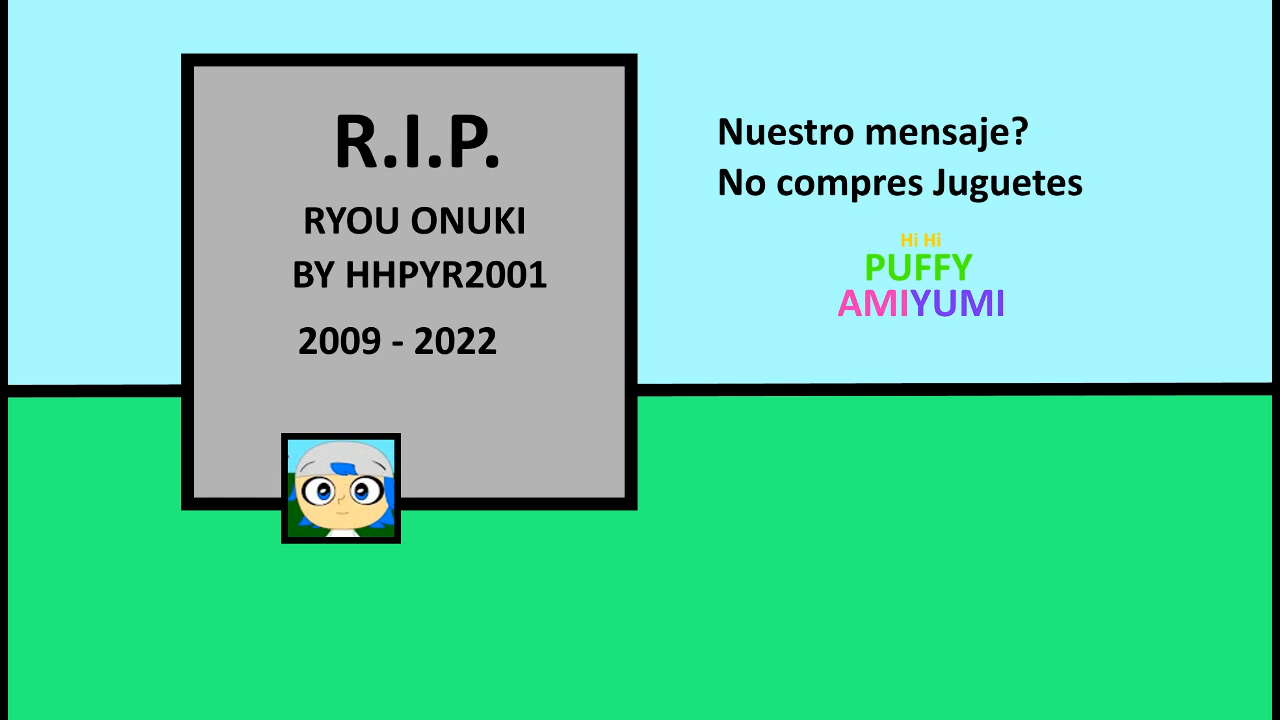 R.I.P.
RYOU ONUKI
BY HHPYR2001
2009 - 2022
Nuestro mensaje?
No compres Juguetes
Hi Hi
PUFFY
AMIYUMI